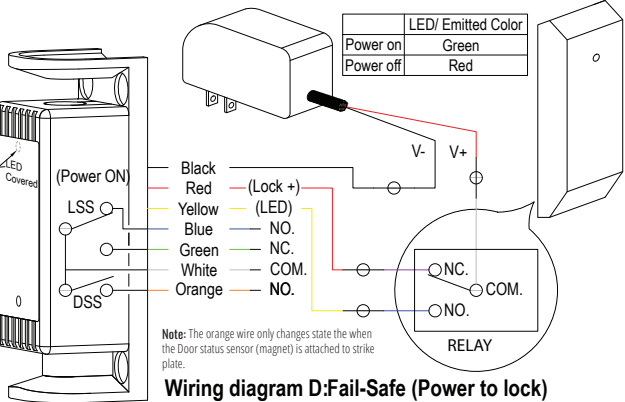 LED/ Emitted Color
Power on Green
Power off Red
V- V+
LED
Covered
(Power ON)
LSS
DSS
Black
Red (Lock +)
Yellow (LED)
Blue NO.
Green NC.
White COM.
Orange NO.
NC.
COM.
NO.
RELAY
Note: The orange wire only changes state the when
the Door status sensor (magnet) is attached to strike
plate.
Wiring diagram D:Fail-Safe (Power to lock)